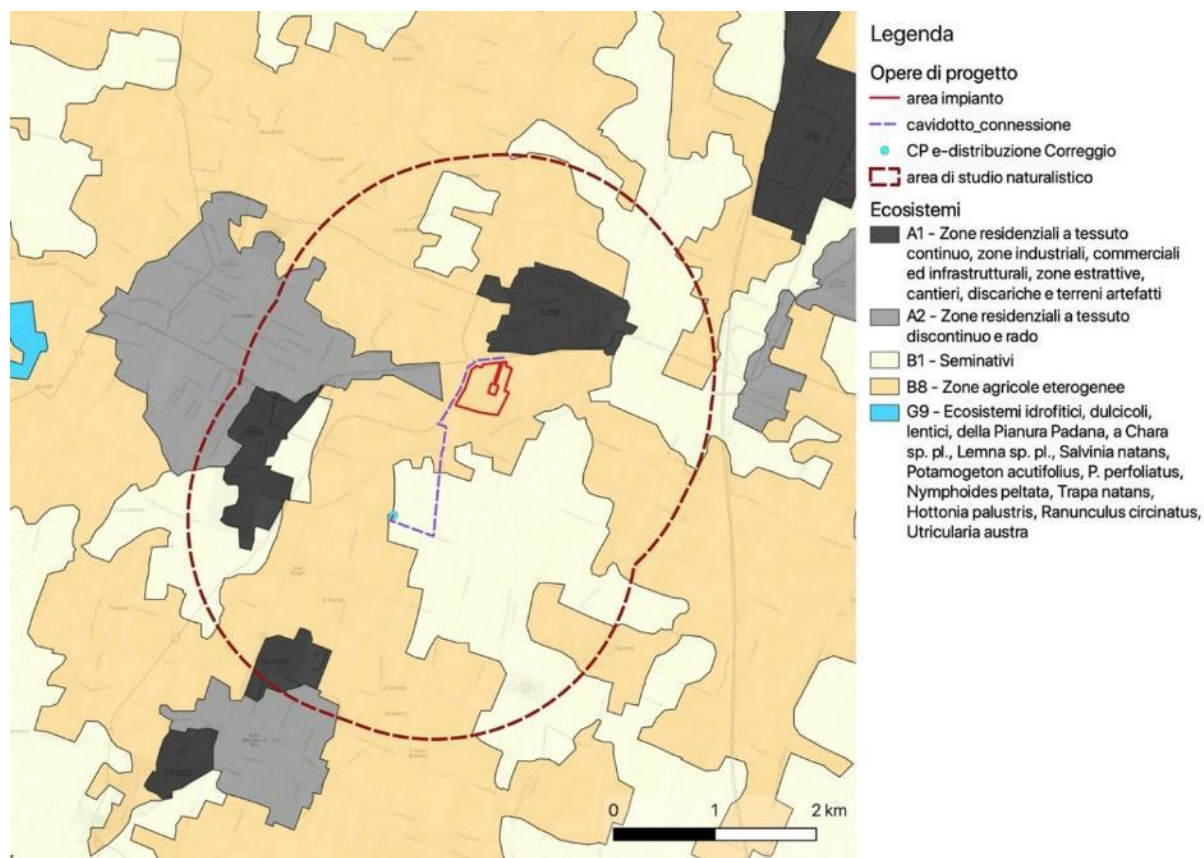 Legenda
Opere di progetto
area impianto
cavidotto_connessione
CP e-distribuzione Correggio
area di studio naturalistico
Ecosistemi
A1 - Zone residenziali a tessuto
continuo, zone industriali, commerciali
ed infrastrutturali, zone estrattive,
cantieri, discariche e terreni artefatti
A2 - Zone residenziali a tessuto
discontinuo e rado
B1 - Seminativi
B8 - Zone agricole eterogenee
G9 - Ecosistemi idrofitici, dulcicoli,
lentici, della Pianura Padana, a Chara
sp. pl., Lemna sp. pl., Salvinia natans,
Potamogeton acutifolius, P. perfoliatus,
Nymphoides peltata, Trapa natans,
Hottonia palustris, Ranunculus circinatus,
Utricularia austra
0 1 2 km